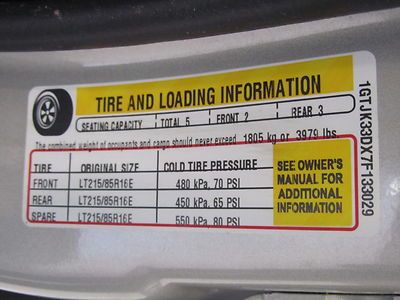 TIRE AND LOADING INFORMATION
SEATING CAPACITY TOTAL 5 FRONT 2 REAR 3
The combined weight of occupants and cargo should never exceed 1805 kg or 3979 lbs.
TIRE ORIGINAL SIZE COLD TIRE PRESSURE
FRONT LT215/85R16E 480 kPa, 70 PSI
REAR LT215/85R16E 450 kPa, 65 PSI
SPARE LT215/85R16E 550 kPa, 80 PSI
SEE OWNER'S
MANUAL FOR
ADDITIONAL
INFORMATION
1GTJK33DX7F133029